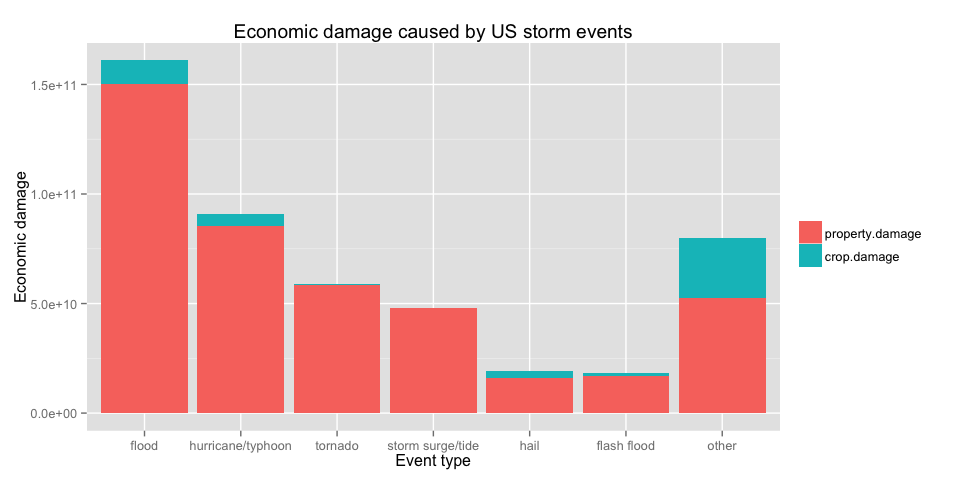 Economic damage caused by US storm events
Economic damage
1.5e+11
1.0e+11
5.0e+10
0.0e+00
flood hurricane/typhoon tornado storm surge/tide hail flash flood other
Event type
property.damage
crop.damage